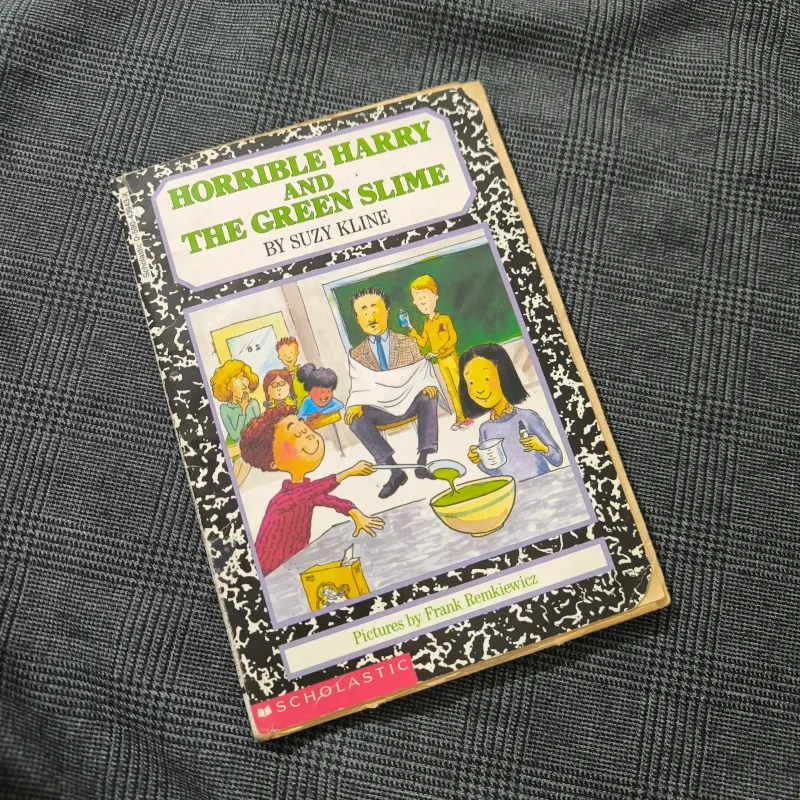 HORRIBLE HARRY
AND
THE GREEN SLIME
BY SUZY KLINE
Pictures by Frank Remkiewicz
SCHOLASTIC